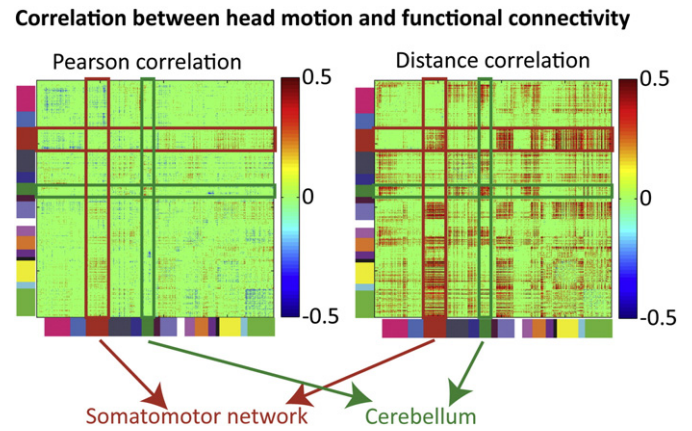 Correlation between head motion and functional connectivity
Pearson correlation
Distance correlation
0.5
0
-0.5
0.5
0
-0.5
Somatomotor network
Cerebellum